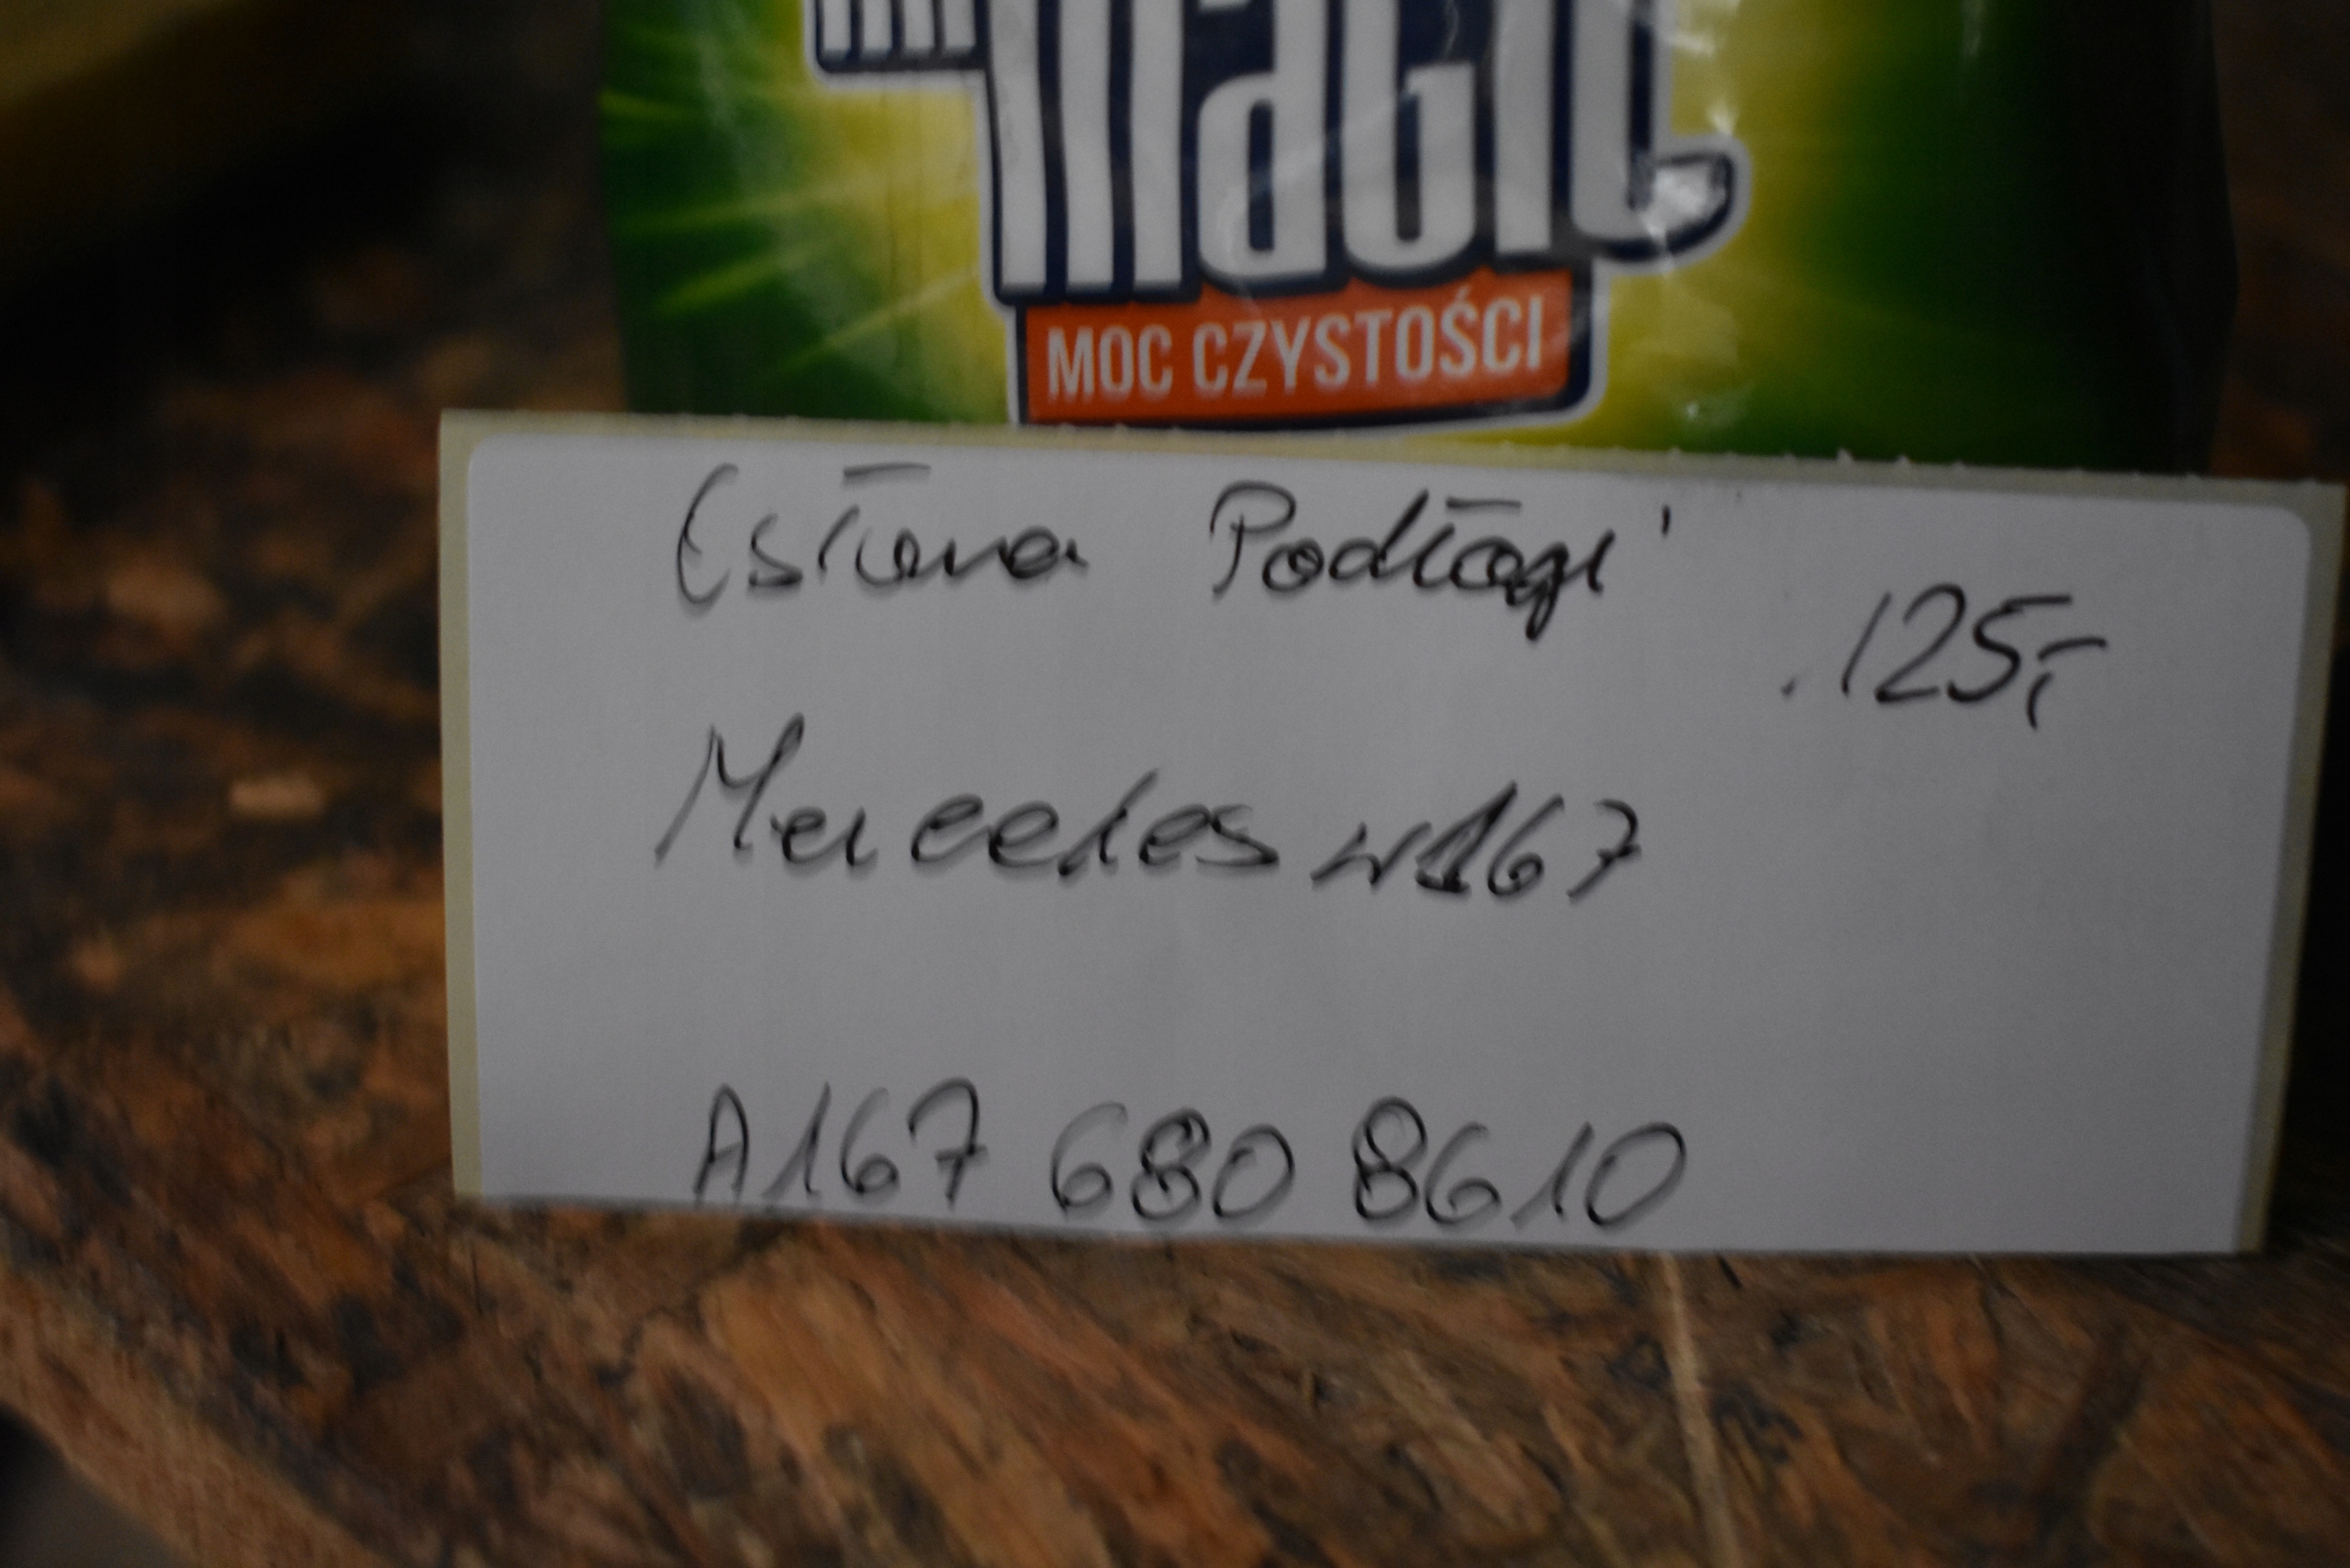 magic
MOC CZYSTOŚCI
Osłona Podłogi
125,-
Mercedes w167
A167 680 8610